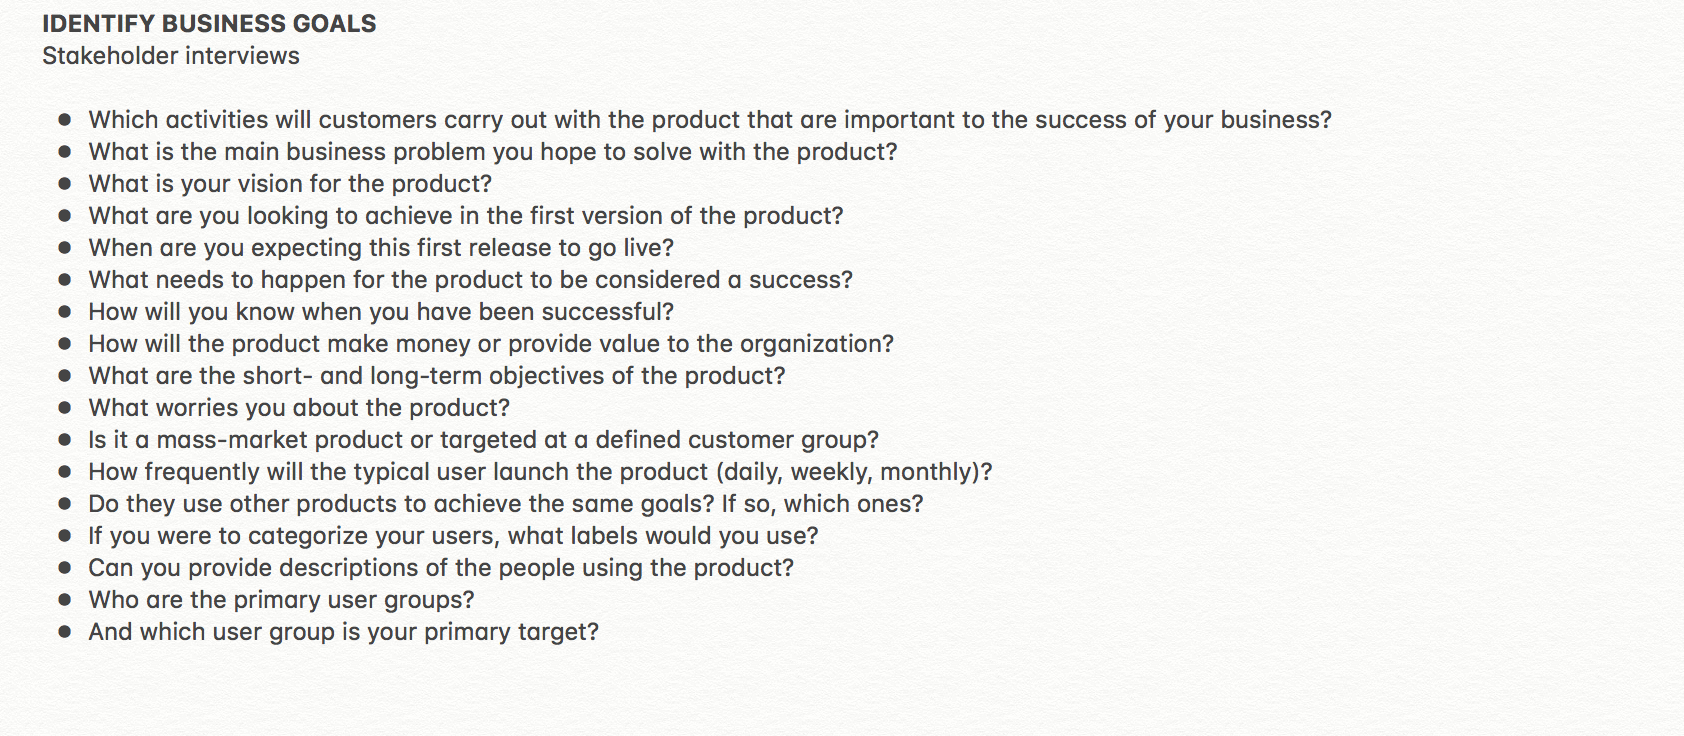 IDENTIFY BUSINESS GOALS
Stakeholder interviews
● Which activities will customers carry out with the product that are important to the success of your business?
● What is the main business problem you hope to solve with the product?
● What is your vision for the product?
● What are you looking to achieve in the first version of the product?
● When are you expecting this first release to go live?
● What needs to happen for the product to be considered a success?
● How will you know when you have been successful?
● How will the product make money or provide value to the organization?
● What are the short- and long-term objectives of the product?
● What worries you about the product?
● Is it a mass-market product or targeted at a defined customer group?
● How frequently will the typical user launch the product (daily, weekly, monthly)?
● Do they use other products to achieve the same goals? If so, which ones?
● If you were to categorize your users, what labels would you use?
● Can you provide descriptions of the people using the product?
● Who are the primary user groups?
● And which user group is your primary target?